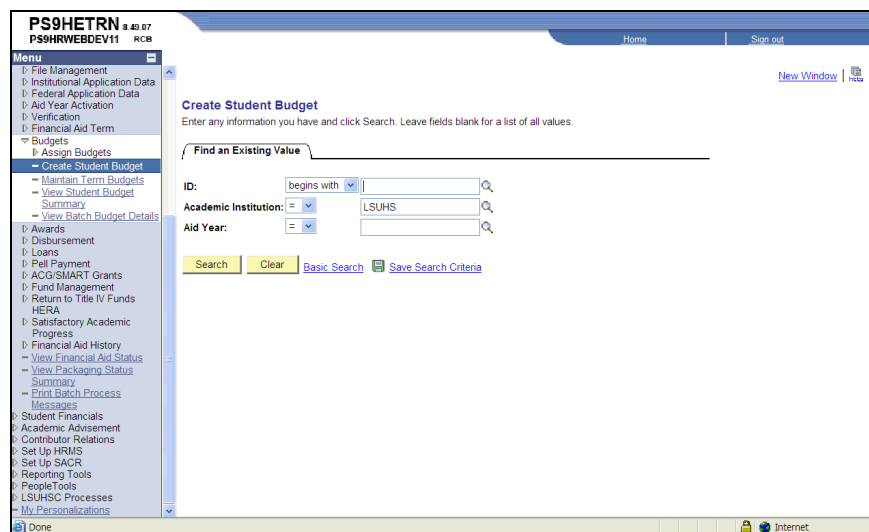 PS9HETRN 8.49.07
PS9HRWEBDEV11 RCB
Home
Sign out
Menu
File Management
Institutional Application Data
Federal Application Data
Aid Year Activation
Verification
Financial Aid Term
Budgets
Assign Budgets
Create Student Budget
Maintain Term Budgets
View Student Budget
Summary
View Batch Budget Details
Awards
Disbursement
Loans
Pell Payment
ACG/SMART Grants
Fund Management
Return to Title IV Funds
HERA
Satisfactory Academic
Progress
Financial Aid History
View Financial Aid Status
View Packaging Status
Summary
Print Batch Process
Messages
Student Financials
Academic Advisement
Contributor Relations
Set Up HRMS
Set Up SACR
Reporting Tools
PeopleTools
LSUHSC Processes
My Personalizations
New Window
http
Create Student Budget
Enter any information you have and click Search. Leave fields blank for a list of all values.
Find an Existing Value
ID: begins with
Academic Institution: = LSUHS
Aid Year: =
Search Clear Basic Search Save Search Criteria
Done
Internet